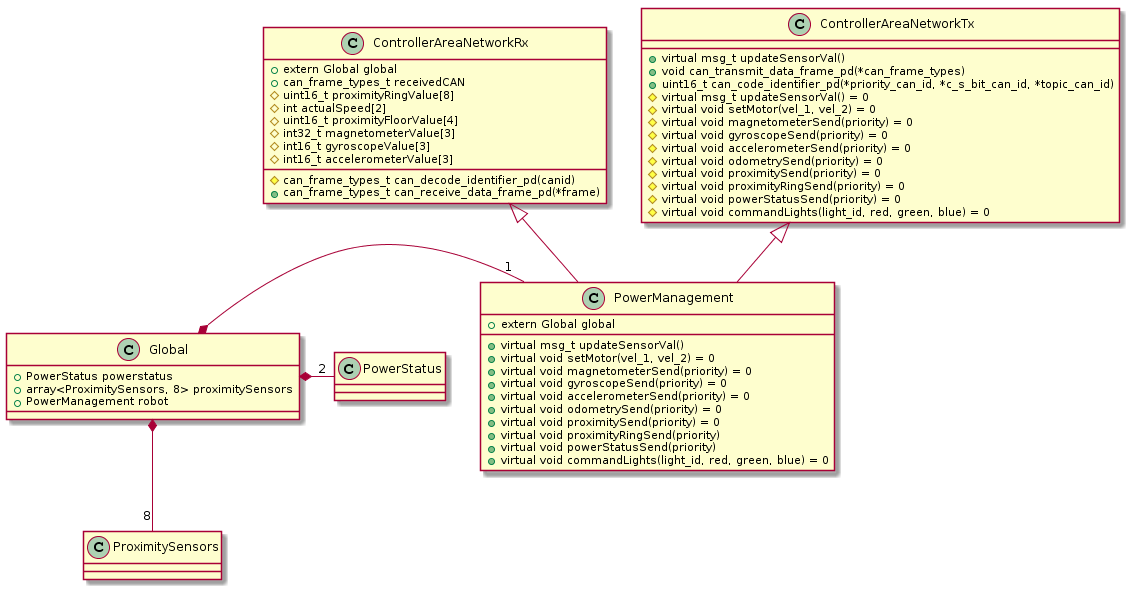 C ControllerAreaNetworkRx
extern Global global
can_frame_types_t receivedCAN
uint16_t proximityRingValue[8]
int actualSpeed[2]
uint16_t proximityFloorValue[4]
int32_t magnetometerValue[3]
int16_t gyroscopeValue[3]
int16_t accelerometerValue[3]
can_frame_types_t can_decode_identifier_pd(canid)
can_frame_types_t can_receive_data_frame_pd(*frame)
C ControllerAreaNetworkTx
virtual msg_t updateSensorVal()
void can_transmit_data_frame_pd(*can_frame_types)
uint16_t can_code_identifier_pd(*priority_can_id, *c_s_bit_can_id, *topic_can_id)
virtual msg_t updateSensorVal() = 0
virtual void setMotor(vel_1, vel_2) = 0
virtual void magnetometerSend(priority) = 0
virtual void gyroscopeSend(priority) = 0
virtual void accelerometerSend(priority) = 0
virtual void odometrySend(priority) = 0
virtual void proximitySend(priority) = 0
virtual void proximityRingSend(priority) = 0
virtual void powerStatusSend(priority) = 0
virtual void commandLights(light_id, red, green, blue) = 0
1
C PowerManagement
extern Global global
virtual msg_t updateSensorVal()
virtual void setMotor(vel_1, vel_2) = 0
virtual void magnetometerSend(priority) = 0
virtual void gyroscopeSend(priority) = 0
virtual void accelerometerSend(priority) = 0
virtual void odometrySend(priority) = 0
virtual void proximitySend(priority) = 0
virtual void proximityRingSend(priority)
virtual void powerStatusSend(priority)
virtual void commandLights(light_id, red, green, blue) = 0
C Global
PowerStatus powerstatus
array<ProximitySensors, 8> proximitySensors
PowerManagement robot
2
C PowerStatus
8
C ProximitySensors